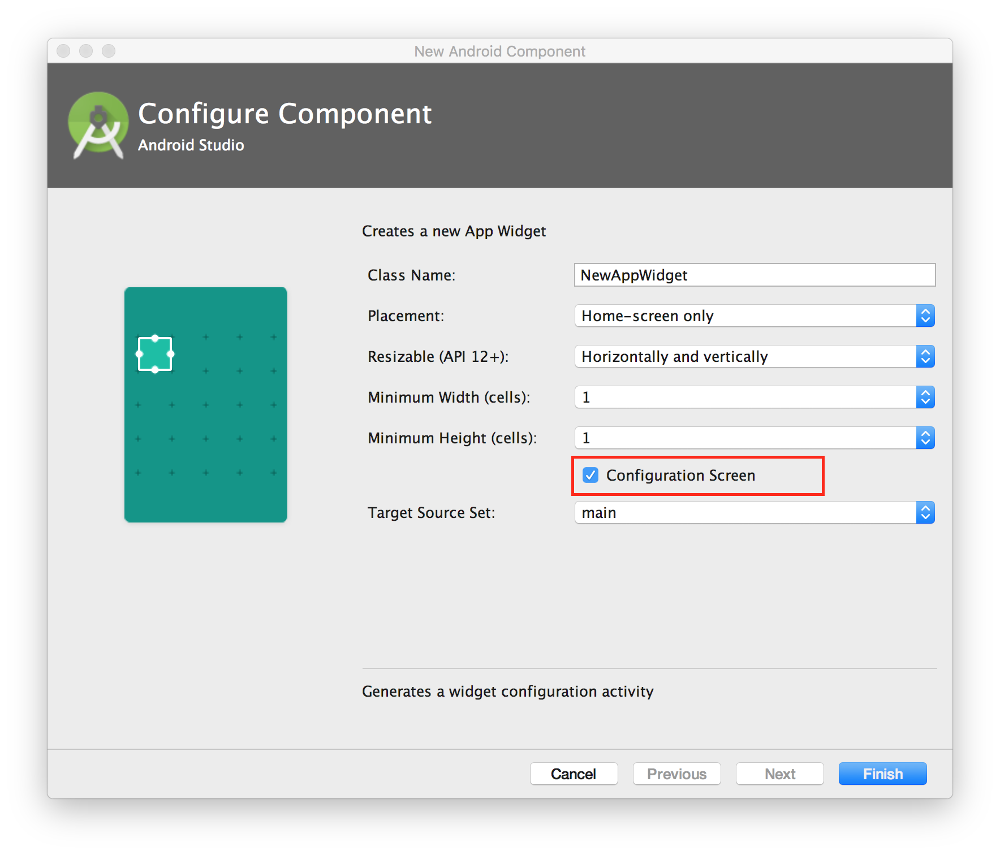 New Android Component
Configure Component
Android Studio
Creates a new App Widget
Class Name: NewAppWidget
Placement: Home-screen only
Resizable (API 12+): Horizontally and vertically
Minimum Width (cells): 1
Minimum Height (cells): 1
Configuration Screen
Target Source Set: main
Generates a widget configuration activity
Cancel Previous Next Finish